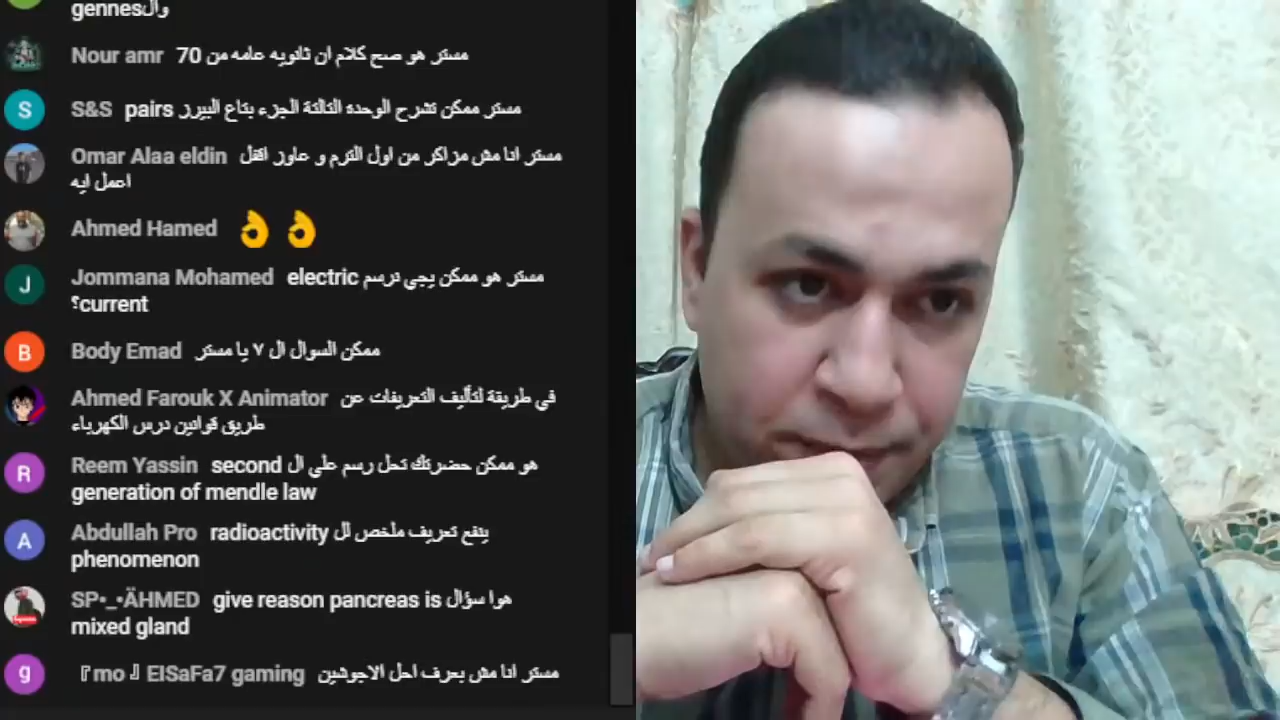 والgennes
Nour amr مستر هو صح كلام ان ثانويه عامه من 70
S&S مستر ممكن تشرح الوحده التالتة الجزء بتاع البيرز pairs
Omar Alaa eldin مستر انا مش مزاكر من اول الترم و عاوز اقفل
اعمل ايه
Ahmed Hamed 👌 👌
Jommana Mohamed مستر هو ممكن يجي نرسم electric
current؟
Body Emad ممكن السوال ال ٧ يا مستر
Ahmed Farouk X Animator في طريقة لتأليف التعريفات عن
طريق قوانين درس الكهرباء
Reem Yassin هو ممكن حضرتك تحل رسم علي ال second
generation of mendle law
Abdullah Pro ينفع تعريف ملخص لل radioactivity
phenomenon
SP•_•ÄHMED هوا سؤال give reason pancreas is
mixed gland
『mo』ElSaFa7 gaming مستر انا مش بعرف احل الاجوشين